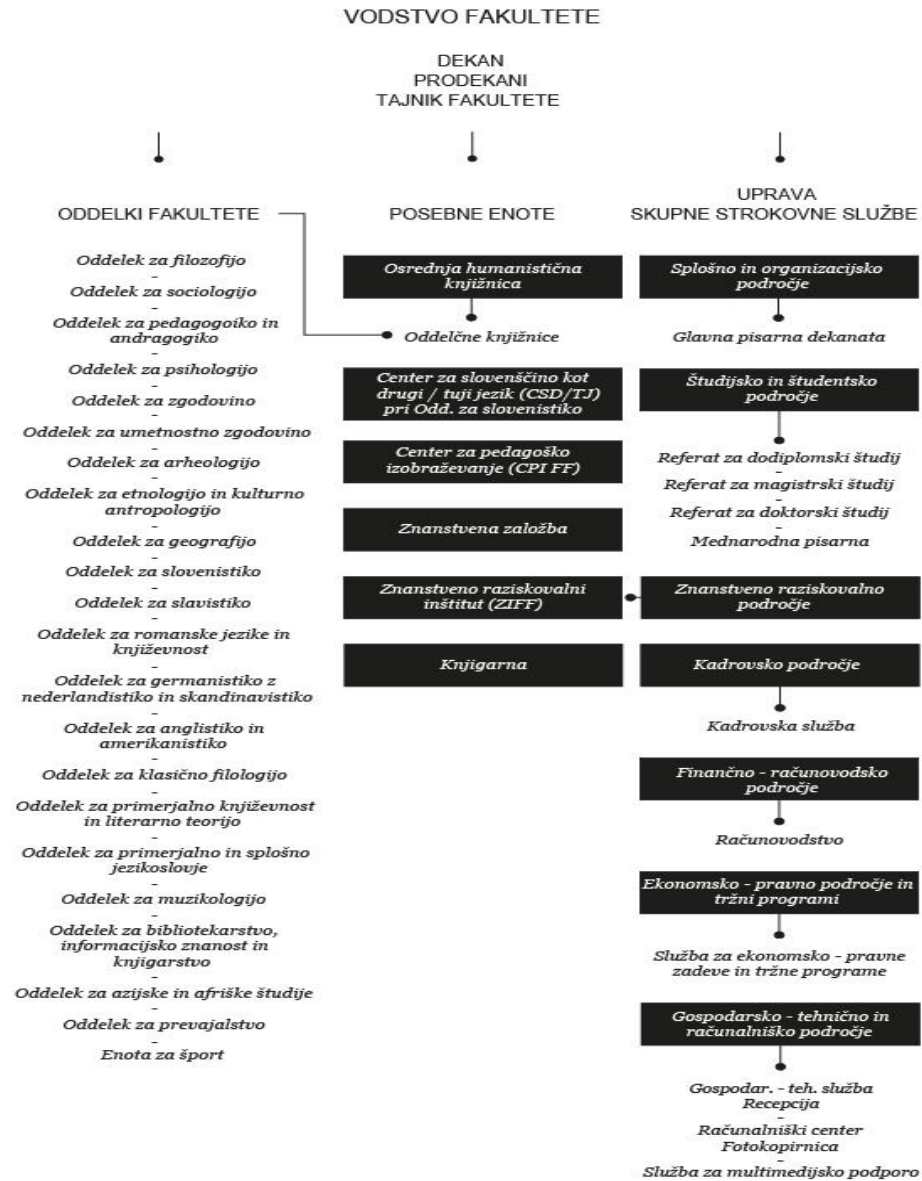 VODSTVO FAKULTETE
DEKAN
PRODEKANI
TAJNIK FAKULTETE
ODDELKI FAKULTETE
Oddelek za filozofijo
-
Oddelek za sociologijo
-
Oddelek za pedagogoiko in
andragogiko
-
Oddelek za psihologijo
-
Oddelek za zgodovino
-
Oddelek za umetnostno zgodovino
-
Oddelek za arheologijo
-
Oddelek za etnologijo in kulturno
antropologijo
-
Oddelek za geografijo
-
Oddelek za slovenistiko
-
Oddelek za slavistiko
-
Oddelek za romanske jezike in
književnost
-
Oddelek za germanistiko z
nederlandistiko in skandinavistiko
-
Oddelek za anglistiko in
amerikanistiko
-
Oddelek za klasično filologijo
-
Oddelek za primerjalno književnost
in literarno teorijo
-
Oddelek za primerjalno in splošno
jezikoslovje
-
Oddelek za muzikologijo
-
Oddelek za bibliotekarstvo,
informacijsko znanost in
knjigarstvo
-
Oddelek za azijske in afriške študije
-
Oddelek za prevajalstvo
-
Enota za šport
POSEBNE ENOTE
Osrednja humanistična
knjižnica
Oddelčne knjižnice
Center za slovenščino kot
drugi / tuji jezik (CSD/TJ)
pri Odd. za slovenistiko
Center za pedagoško
izobraževanje (CPI FF)
Znanstvena založba
Znanstveno raziskovalni
inštitut (ZIFF)
Knjigarna
UPRAVA
SKUPNE STROKOVNE SLUŽBE
Splošno in organizacijsko
področje
Glavna pisarna dekanata
Študijsko in študentsko
področje
Referat za dodiplomski študij
-
Referat za magistrski študij
-
Referat za doktorski študij
-
Mednarodna pisarna
Znanstveno raziskovalno
področje
Kadrovsko področje
Kadrovska služba
Finančno - računovodsko
področje
Računovodstvo
Ekonomsko - pravno področje in
tržni programi
Služba za ekonomsko - pravne
zadeve in tržne programe
Gospodarsko - tehnično in
računalniško področje
Gospodar. - teh. služba
Recepcija
-
Računalniški center
Fotokopirnica
-
Služba za multimedijsko podporo